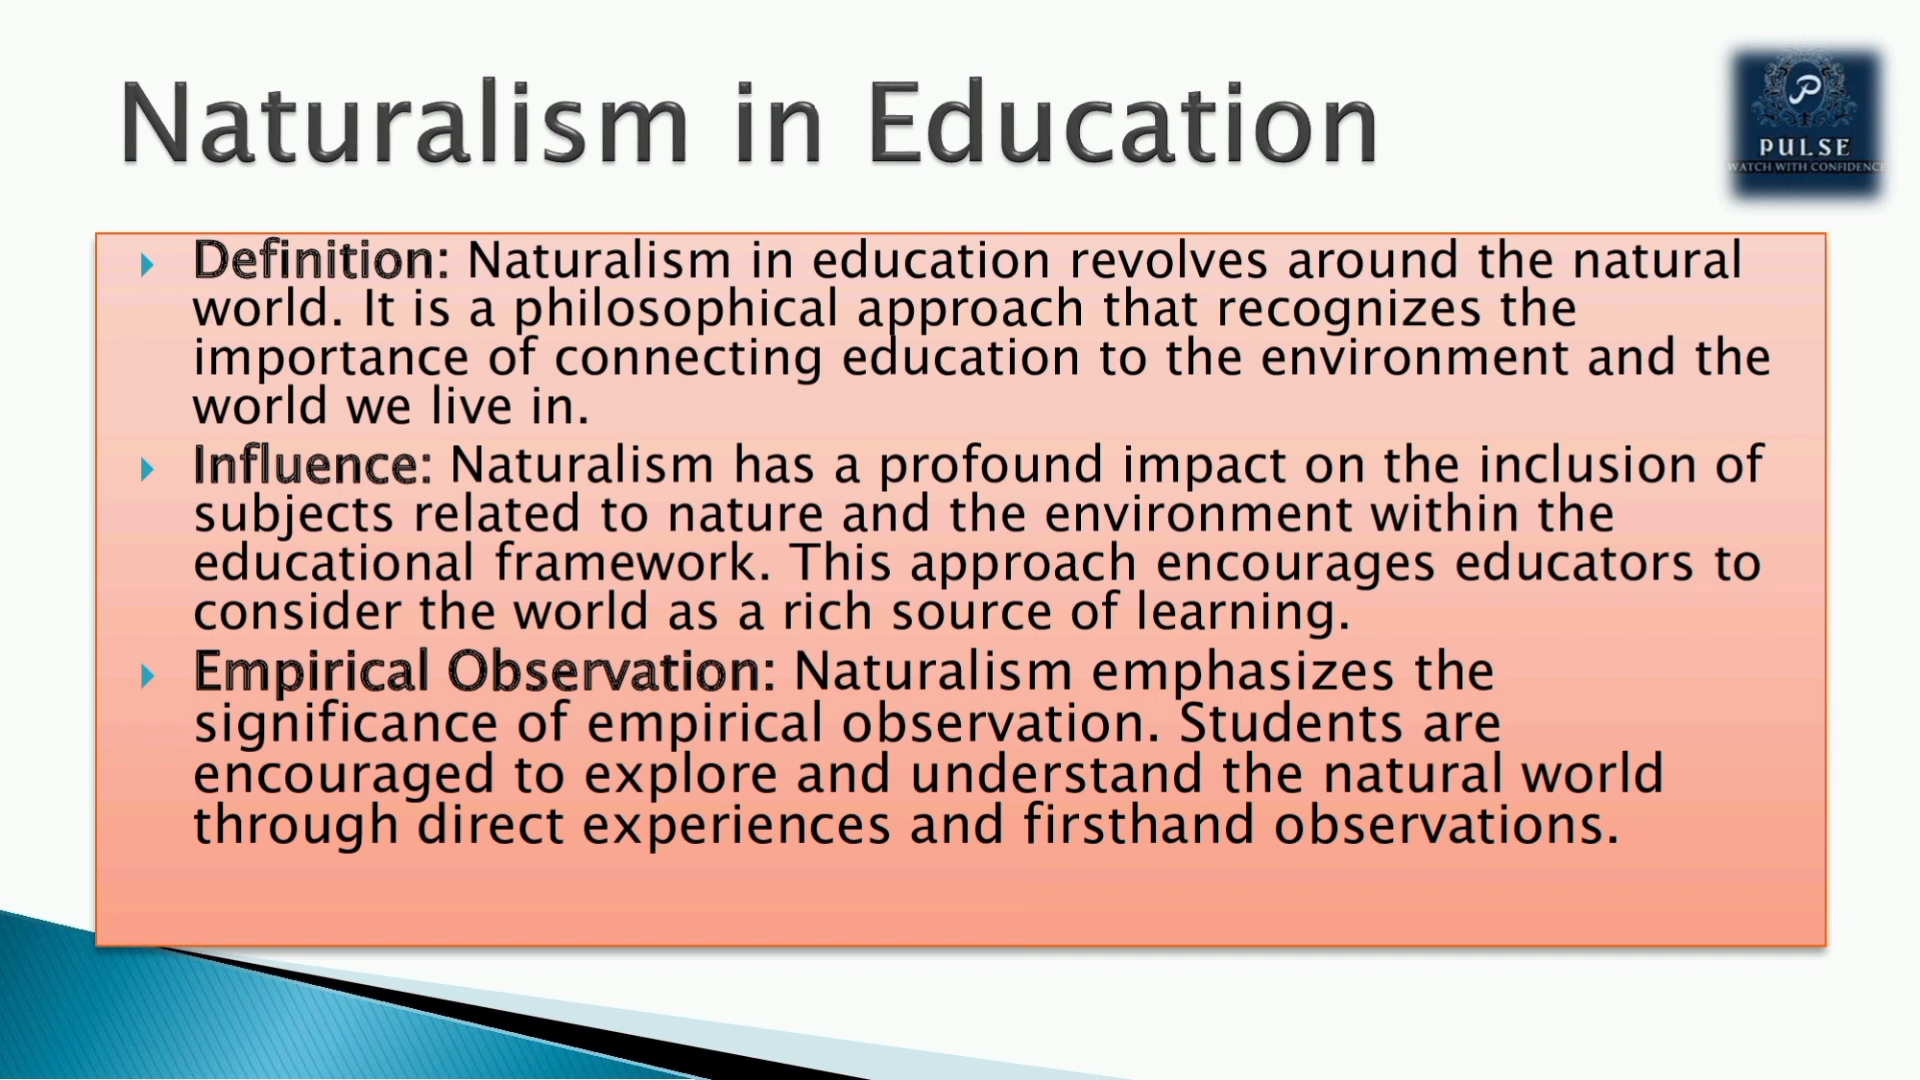 Naturalism in Education
P
PULSE
WATCH WITH CONFIDENCE
Definition: Naturalism in education revolves around the natural
world. It is a philosophical approach that recognizes the
importance of connecting education to the environment and the
world we live in.
Influence: Naturalism has a profound impact on the inclusion of
subjects related to nature and the environment within the
educational framework. This approach encourages educators to
consider the world as a rich source of learning.
Empirical Observation: Naturalism emphasizes the
significance of empirical observation. Students are
encouraged to explore and understand the natural world
through direct experiences and firsthand observations.